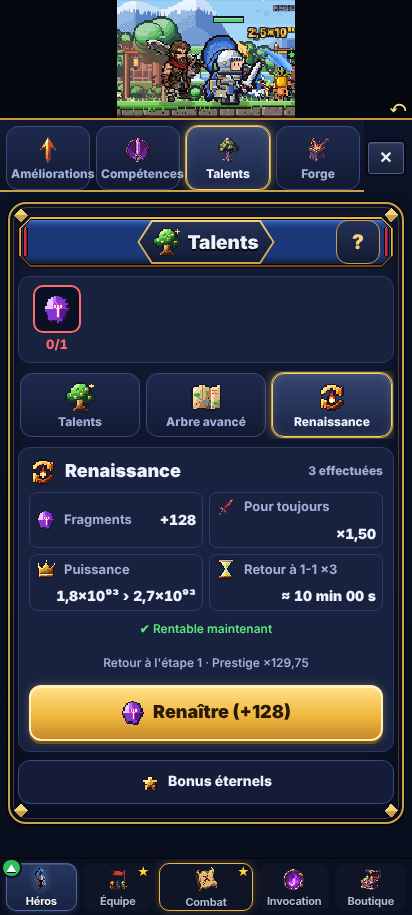 2,5×10¹¹
Améliorations
Compétences
Talents
Forge
×
Talents
?
0/1
Talents
Arbre avancé
Renaissance
Renaissance
3 effectuées
Fragments +128
Pour toujours
×1,50
Puissance
1,8×10⁹³ › 2,7×10⁹³
Retour à 1-1 ×3
≈ 10 min 00 s
✔ Rentable maintenant
Retour à l'étape 1 · Prestige ×129,75
Renaître (+128)
Bonus éternels
Héros
Équipe
Combat
Invocation
Boutique